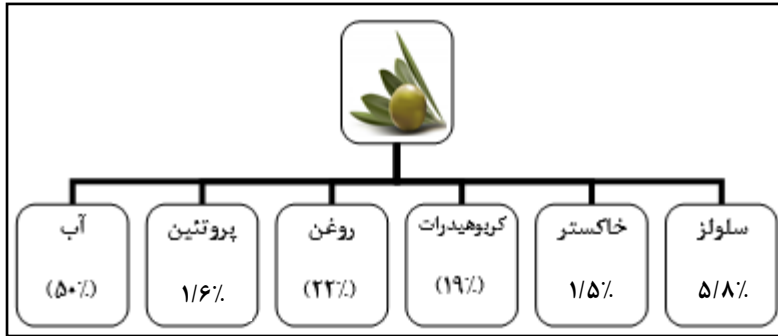 سلولز
۵/۸٪
خاکستر
۱/۵٪
کربوهیدرات
(۱۹٪)
روغن
(۲۲٪)
پروتئین
۱/۶٪
آب
(۵۰٪)